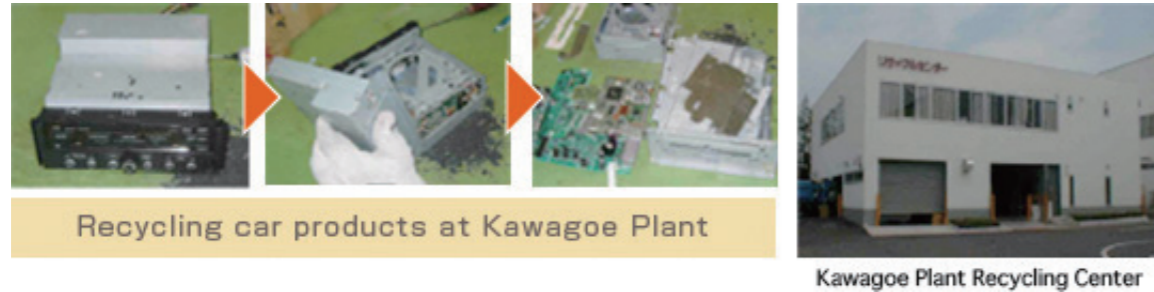 Recycling car products at Kawagoe Plant
リサイクルセンター
Kawagoe Plant Recycling Center